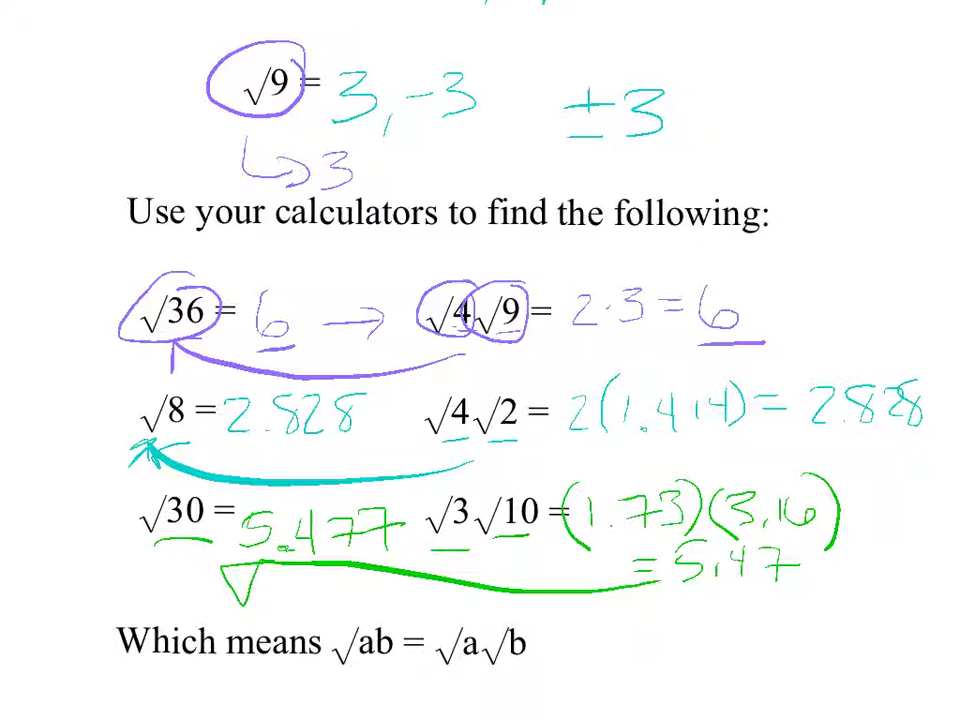 √9 = 3, -3 ±3
↳ 3
Use your calculators to find the following:
√36 = 6 → √4√9 = 2·3 = 6
√8 = 2.828 √4√2 = 2(1.414) = 2.828
√30 = 5.477 √3√10 = (1.73)(3.16)
= 5.47
Which means √ab = √a√b